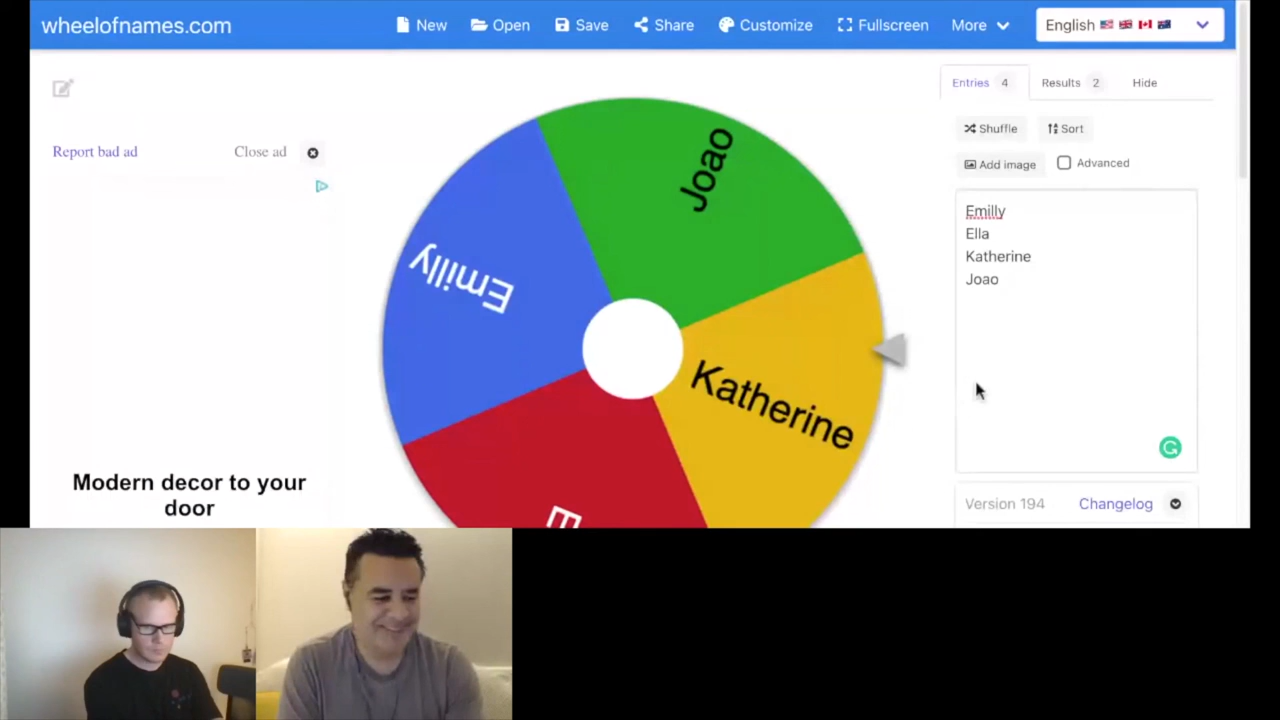 wheelofnames.com
New
Open
Save
Share
Customize
Fullscreen
More
English
Entries 4
Results 2
Hide
Report bad ad
Close ad
Shuffle
Sort
Add image
Advanced
Emilly
Ella
Katherine
Joao
Joao
Emilly
Katherine
E
Modern decor to your
door
Version 194
Changelog